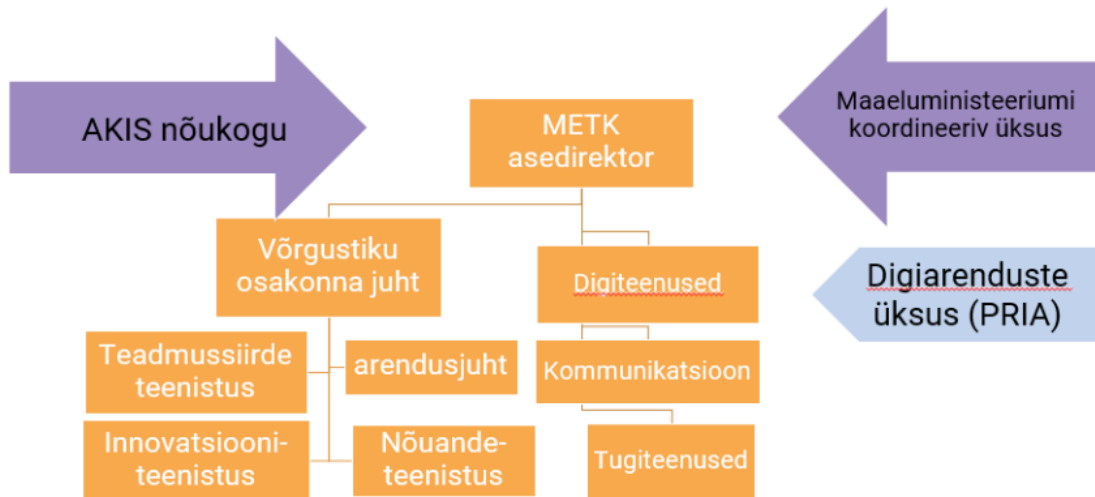 AKIS nõukogu
METK
asedirektor
Maaeluministeeriumi
koordineeriv üksus
Võrgustiku
osakonna juht
Digiteenused
Digiarenduste
üksus (PRIA)
Teadmussiirde
teenistus
arendusjuht
Kommunikatsioon
Innovatsiooni-
teenistus
Nõuande-
teenistus
Tugiteenused